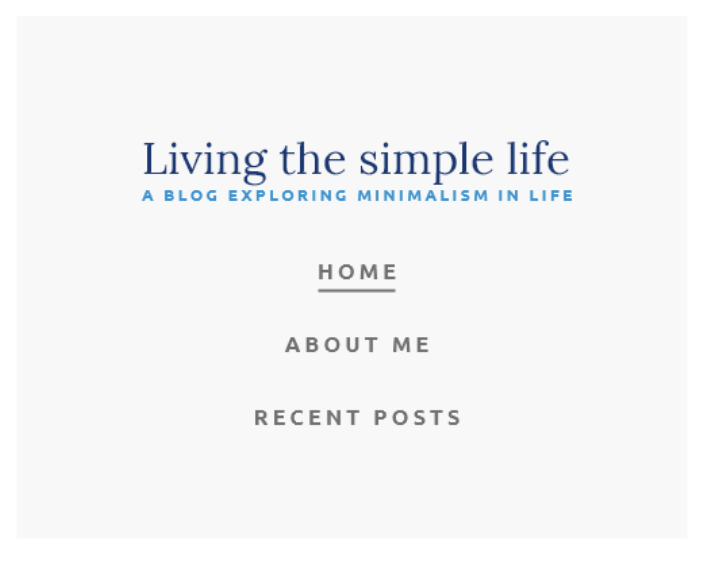 Living the simple life
A BLOG EXPLORING MINIMALISM IN LIFE
HOME
ABOUT ME
RECENT POSTS